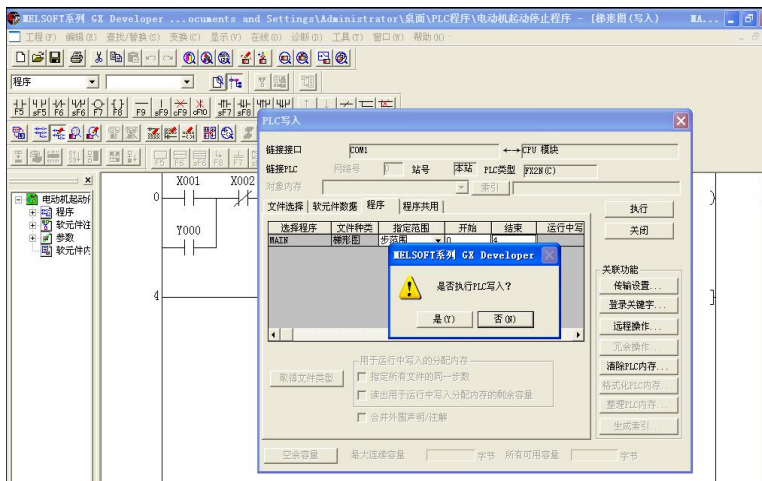 MELSOFT系列 GX Developer ...ocuments and Settings\Administrator\桌面\PLC程序\电动机起动停止程序 - [梯形图(写入) MA...
工程(F) 编辑(E) 查找/替换(S) 变换(C) 显示(V) 在线(O) 诊断(D) 工具(T) 窗口(W) 帮助(H)
程序
F5 sF5 F6 sF6 F7 F8 F9 sF9 cF9 cF10 sF7 sF8
PLC写入
链接接口 COM1 ←→CPU 模块
链接PLC 网络号 0 站号 本站 PLC类型 FX2N(C)
对象内存 索引
文件选择 软元件数据 程序 程序共用
执行
关闭
选择程序 文件种类 指定范围 开始 结束 运行中写
MAIN 梯形图 步范围 0 4
MELSOFT系列 GX Developer
是否执行PLC写入?
是(Y) 否(N)
关联功能
传输设置...
登录关键字...
远程操作...
冗余操作...
清除PLC内存...
格式化PLC内存...
整理PLC内存...
生成索引...
用于运行中写入的分配内存
取得文件类型
指定所有文件的同一步数
读出用于运行中写入分配内存的剩余容量
合并外围声明/注解
空余容量 最大连续容量 字节 所有可用容量 字节
电动机起动
程序
软元件注
参数
软元件内
X001 X002
0
Y000
4